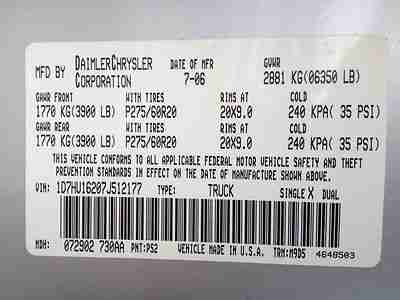 MFD BY DAIMLERCHRYSLER CORPORATION DATE OF MFR 7-06 GVWR 2881 KG(06350 LB)
GAWR FRONT WITH TIRES RIMS AT COLD
1770 KG(3900 LB) P275/60R20 20X9.0 240 KPA( 35 PSI)
GAWR REAR WITH TIRES RIMS AT COLD
1770 KG(3900 LB) P275/60R20 20X9.0 240 KPA( 35 PSI)
THIS VEHICLE CONFORMS TO ALL APPLICABLE FEDERAL MOTOR VEHICLE SAFETY AND THEFT
PREVENTION STANDARDS IN EFFECT ON THE DATE OF MANUFACTURE SHOWN ABOVE.
VIN: 1D7HU16207J512177 TYPE: TRUCK SINGLE X DUAL
MDH: 072902 730AA PNT: PS2 VEHICLE MADE IN U.S.A. TRM: M9D5 4648503